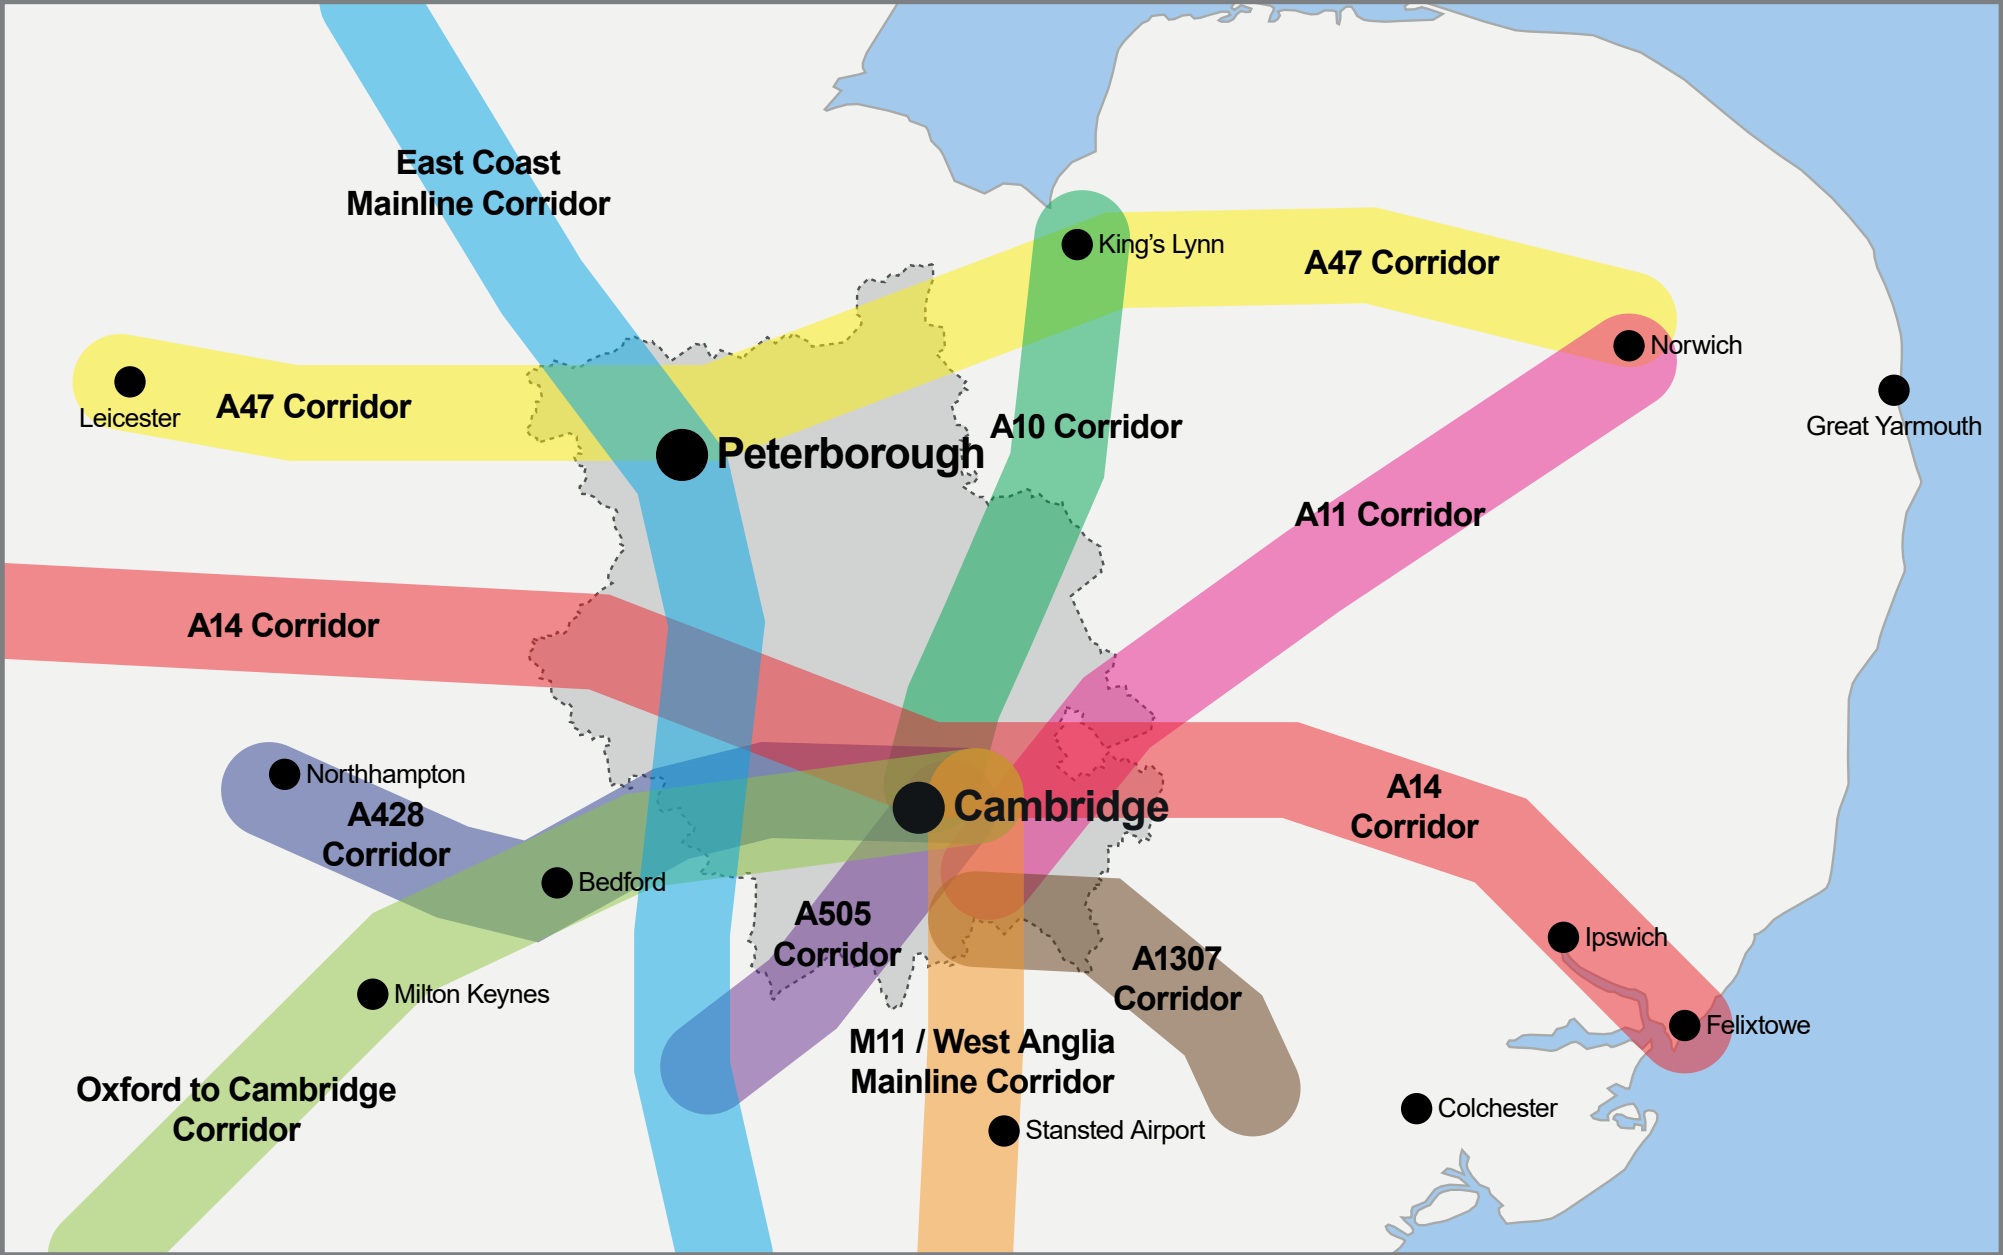 East Coast
Mainline Corridor
King’s Lynn
A47 Corridor
Norwich
Leicester
A47 Corridor
Great Yarmouth
A10 Corridor
Peterborough
A11 Corridor
A14 Corridor
Northhampton
A428
Corridor
Cambridge
A14
Corridor
Bedford
A505
Corridor
Ipswich
A1307
Corridor
Milton Keynes
Felixtowe
M11 / West Anglia
Mainline Corridor
Oxford to Cambridge
Corridor
Colchester
Stansted Airport